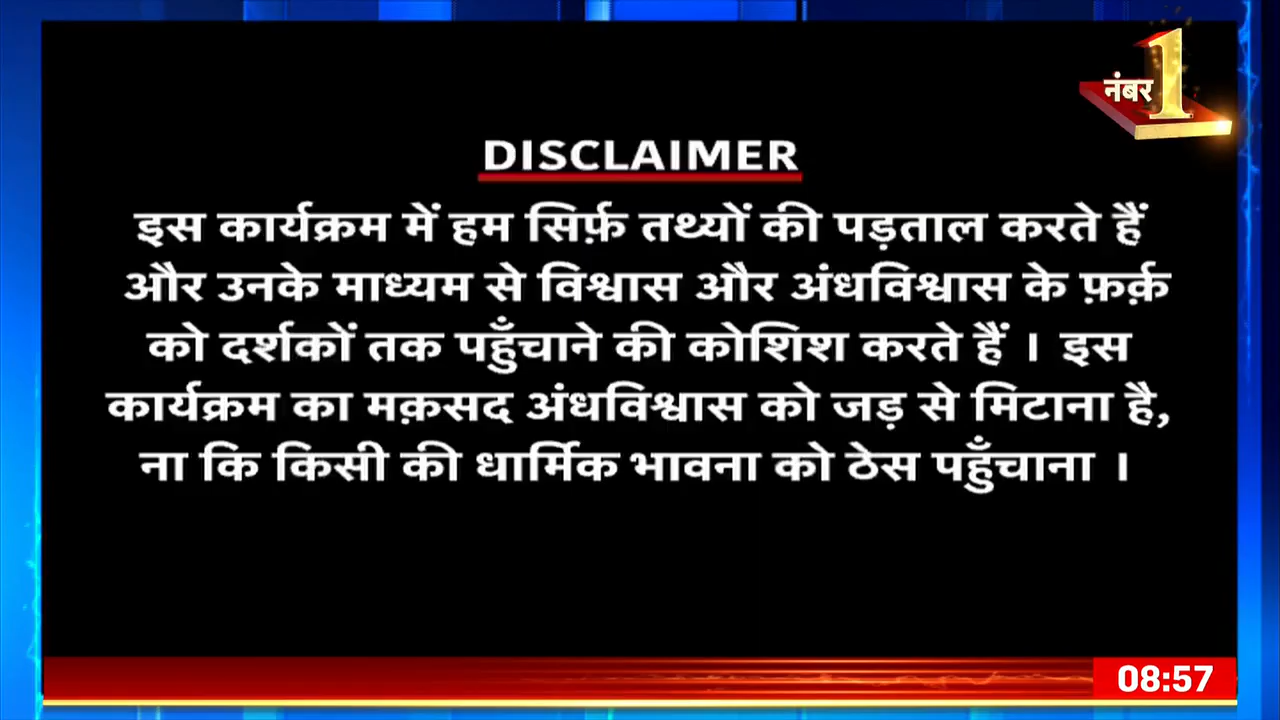 नंबर 1
DISCLAIMER
इस कार्यक्रम में हम सिर्फ़ तथ्यों की पड़ताल करते हैं
और उनके माध्यम से विश्वास और अंधविश्वास के फ़र्क़
को दर्शकों तक पहुँचाने की कोशिश करते हैं । इस
कार्यक्रम का मक़सद अंधविश्वास को जड़ से मिटाना है,
ना कि किसी की धार्मिक भावना को ठेस पहुँचाना ।
08:57